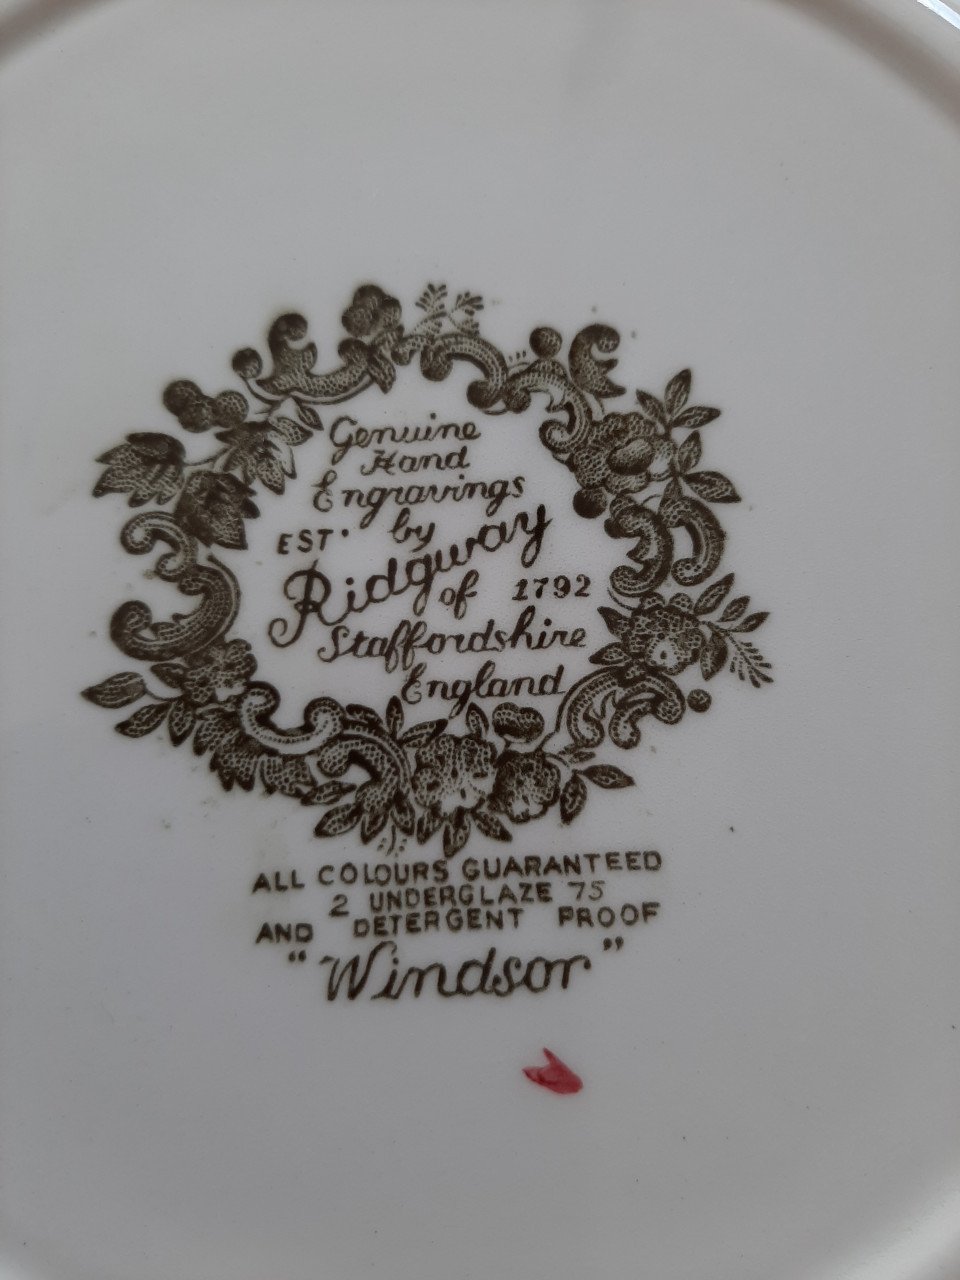 Genuine
Hand
Engravings
EST. by
Ridgway
of 1792
Staffordshire
England
ALL COLOURS GUARANTEED
2 UNDERGLAZE 75
AND DETERGENT PROOF
"Windsor"